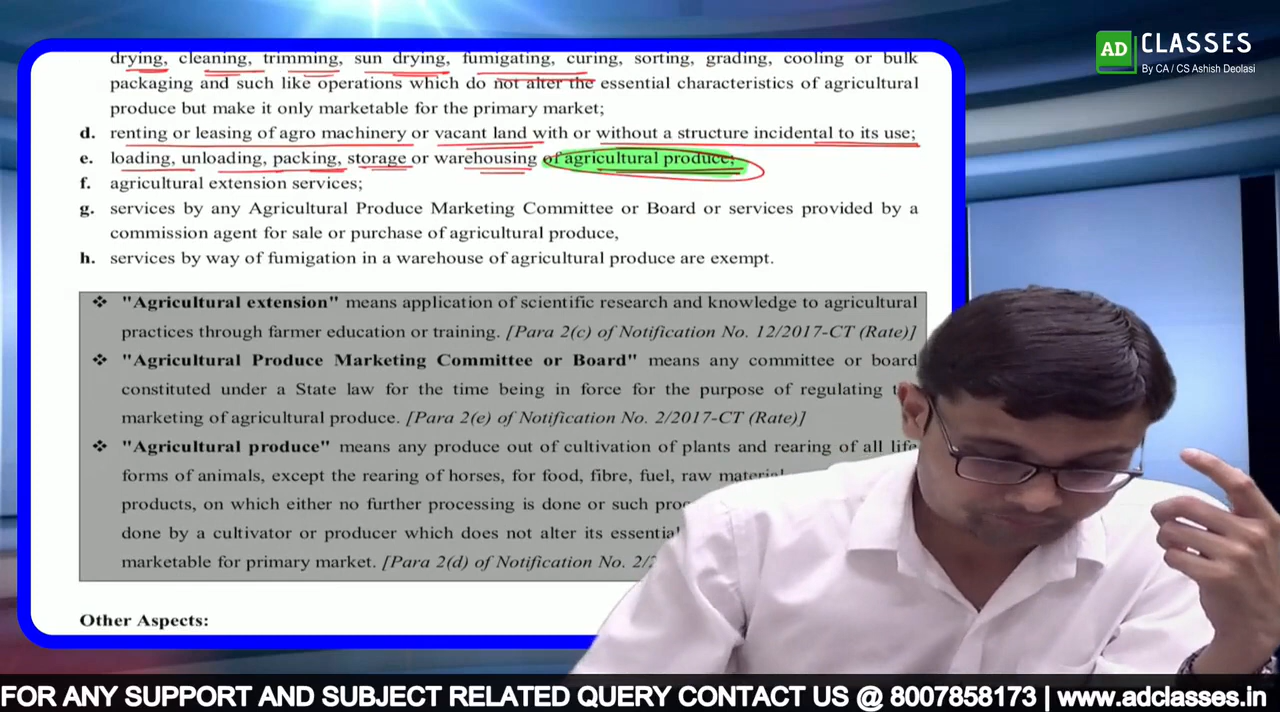 AD CLASSES
By CA / CS Ashish Deolasi
drying, cleaning, trimming, sun drying, fumigating, curing, sorting, grading, cooling or bulk
packaging and such like operations which do not alter the essential characteristics of agricultural
produce but make it only marketable for the primary market;
d. renting or leasing of agro machinery or vacant land with or without a structure incidental to its use;
e. loading, unloading, packing, storage or warehousing of agricultural produce;
f. agricultural extension services;
g. services by any Agricultural Produce Marketing Committee or Board or services provided by a
commission agent for sale or purchase of agricultural produce,
h. services by way of fumigation in a warehouse of agricultural produce are exempt.
❖ "Agricultural extension" means application of scientific research and knowledge to agricultural
practices through farmer education or training. [Para 2(c) of Notification No. 12/2017-CT (Rate)]
❖ "Agricultural Produce Marketing Committee or Board" means any committee or board
constituted under a State law for the time being in force for the purpose of regulating
marketing of agricultural produce. [Para 2(e) of Notification No. 2/2017-CT (Rate)]
❖ "Agricultural produce" means any produce out of cultivation of plants and rearing of all life
forms of animals, except the rearing of horses, for food, fibre, fuel, raw material
products, on which either no further processing is done or such
done by a cultivator or producer which does not alter its essential
marketable for primary market. [Para 2(d) of Notification No.
Other Aspects:
FOR ANY SUPPORT AND SUBJECT RELATED QUERY CONTACT US @ 8007858173 | www.adclasses.in